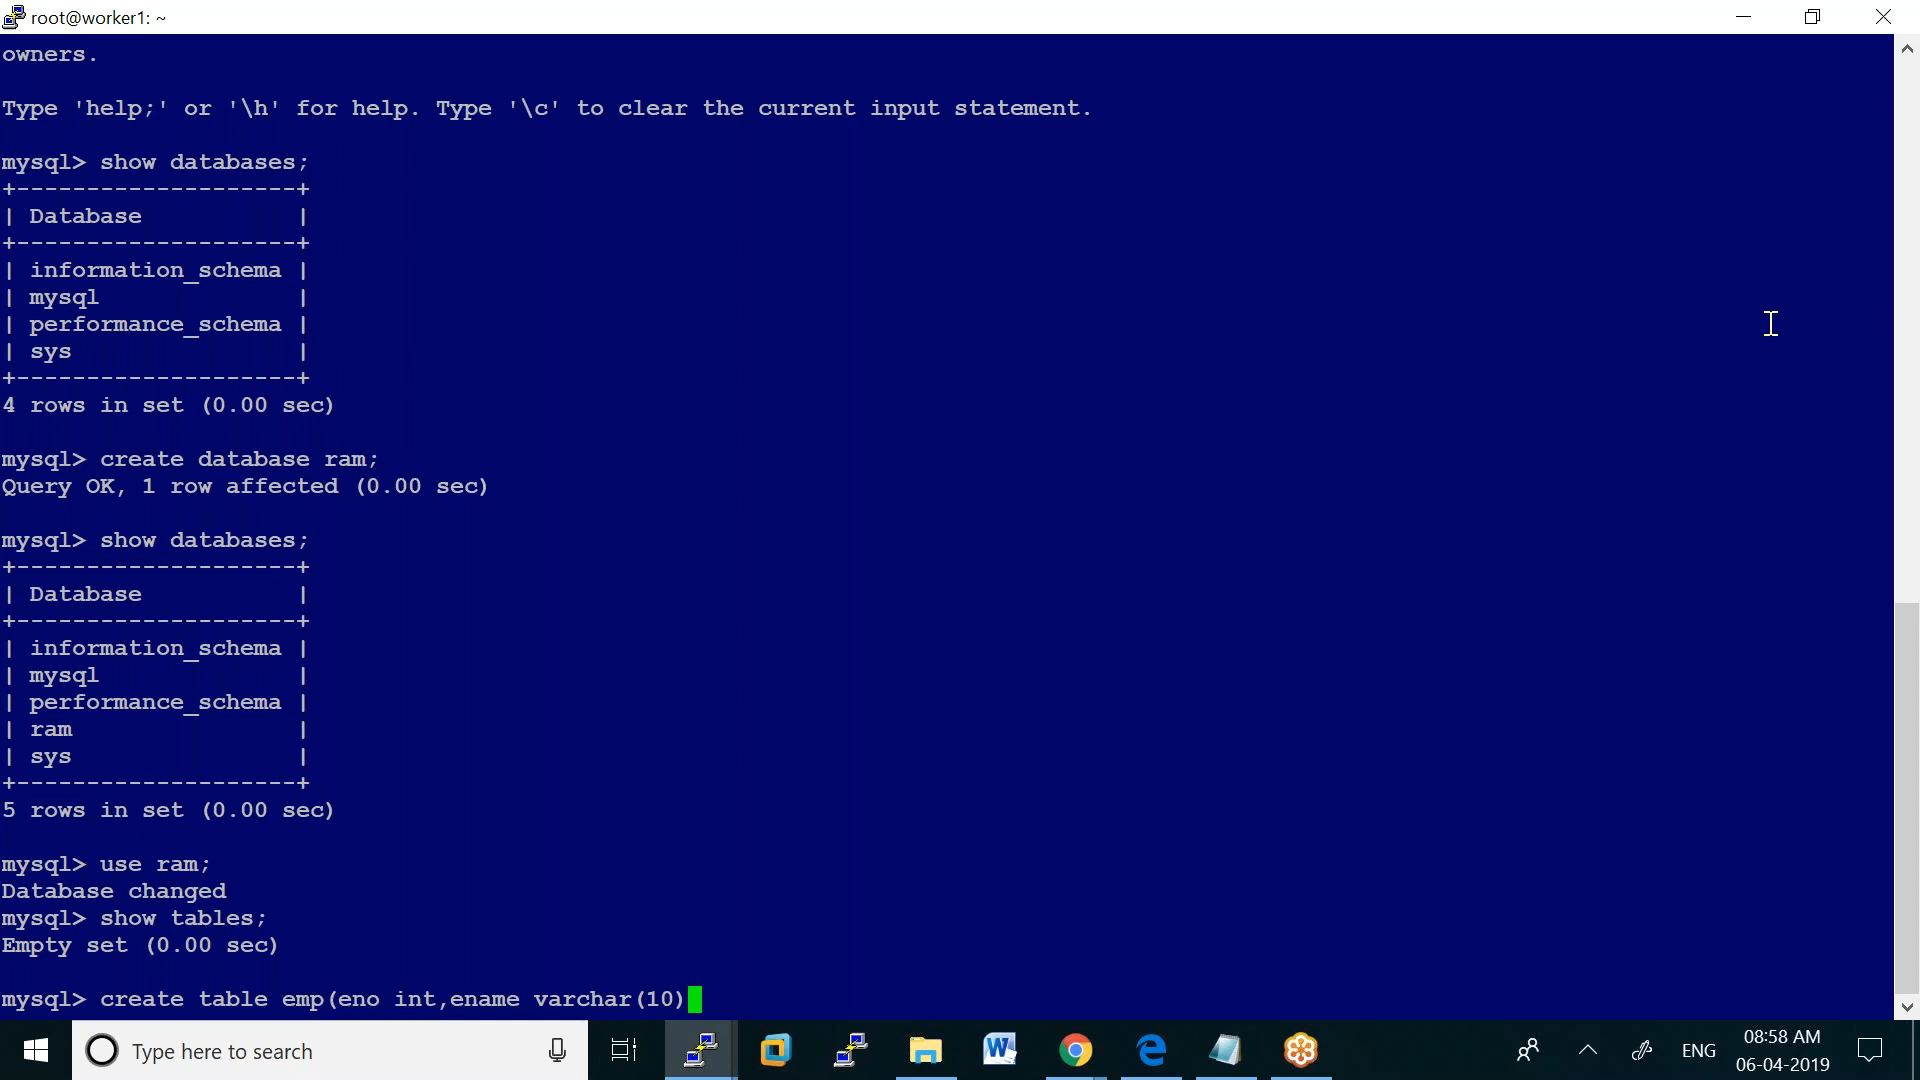 root@worker1: ~
owners.
Type 'help;' or '\h' for help. Type '\c' to clear the current input statement.
mysql> show databases;
+--------------------+
| Database           |
+--------------------+
| information_schema |
| mysql              |
| performance_schema |
| sys                |
+--------------------+
4 rows in set (0.00 sec)
mysql> create database ram;
Query OK, 1 row affected (0.00 sec)
mysql> show databases;
+--------------------+
| Database           |
+--------------------+
| information_schema |
| mysql              |
| performance_schema |
| ram                |
| sys                |
+--------------------+
5 rows in set (0.00 sec)
mysql> use ram;
Database changed
mysql> show tables;
Empty set (0.00 sec)
mysql> create table emp(eno int,ename varchar(10)
Type here to search
W
ENG
08:58 AM
06-04-2019